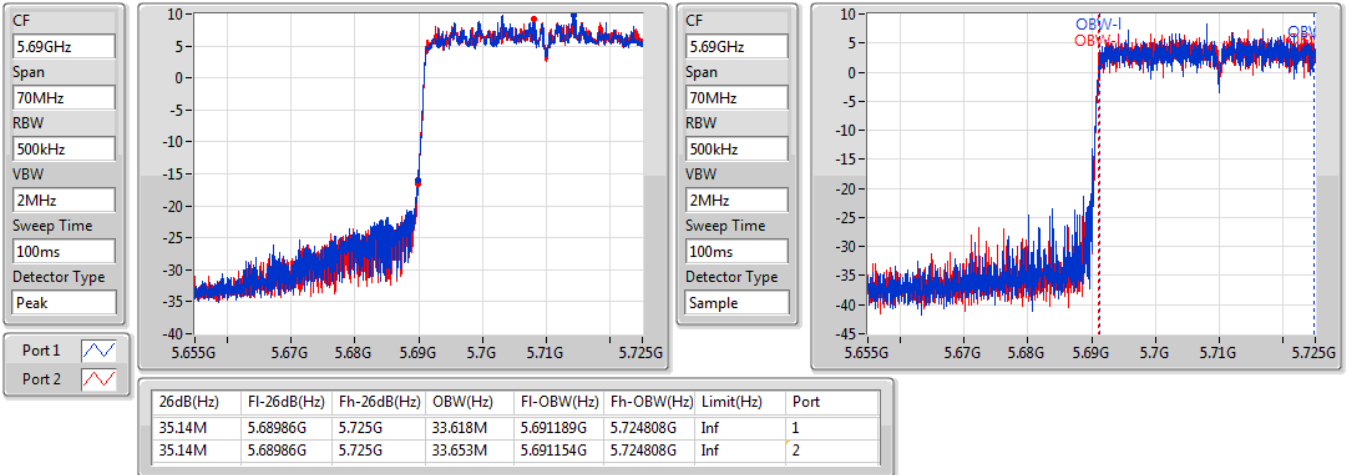 CF
5.69GHz
Span
70MHz
RBW
500kHz
VBW
2MHz
Sweep Time
100ms
Detector Type
Peak
Port 1
Port 2
10
5
0
-5
-10
-15
-20
-25
-30
-35
-40
5.655G 5.67G 5.68G 5.69G 5.7G 5.71G 5.725G
CF
5.69GHz
Span
70MHz
RBW
500kHz
VBW
2MHz
Sweep Time
100ms
Detector Type
Sample
10
5
0
-5
-10
-15
-20
-25
-30
-35
-40
-45
OBW-l
OBW-l
OBW
5.655G 5.67G 5.68G 5.69G 5.7G 5.71G 5.725G
26dB(Hz) Fl-26dB(Hz) Fh-26dB(Hz) OBW(Hz) Fl-OBW(Hz) Fh-OBW(Hz) Limit(Hz) Port
35.14M 5.68986G 5.725G 33.618M 5.691189G 5.724808G Inf 1
35.14M 5.68986G 5.725G 33.653M 5.691154G 5.724808G Inf 2